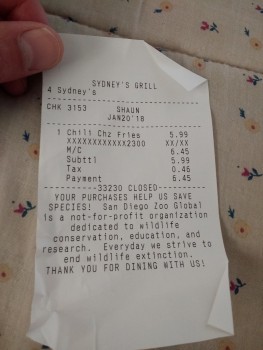 SYDNEY'S GRILL
4 Sydney's
CHK 3153 SHAUN
JAN20'18
1 Chili Chz Fries 5.99
XXXXXXXXXXXX2300 XX/XX
M/C 6.45
Subttl 5.99
Tax 0.46
Payment 6.45
----------33230 CLOSED----------
YOUR PURCHASES HELP US SAVE
SPECIES! San Diego Zoo Global
is a not-for-profit organization
dedicated to wildlife
conservation, education, and
research. Everyday we strive to
end wildlife extinction.
THANK YOU FOR DINING WITH US!